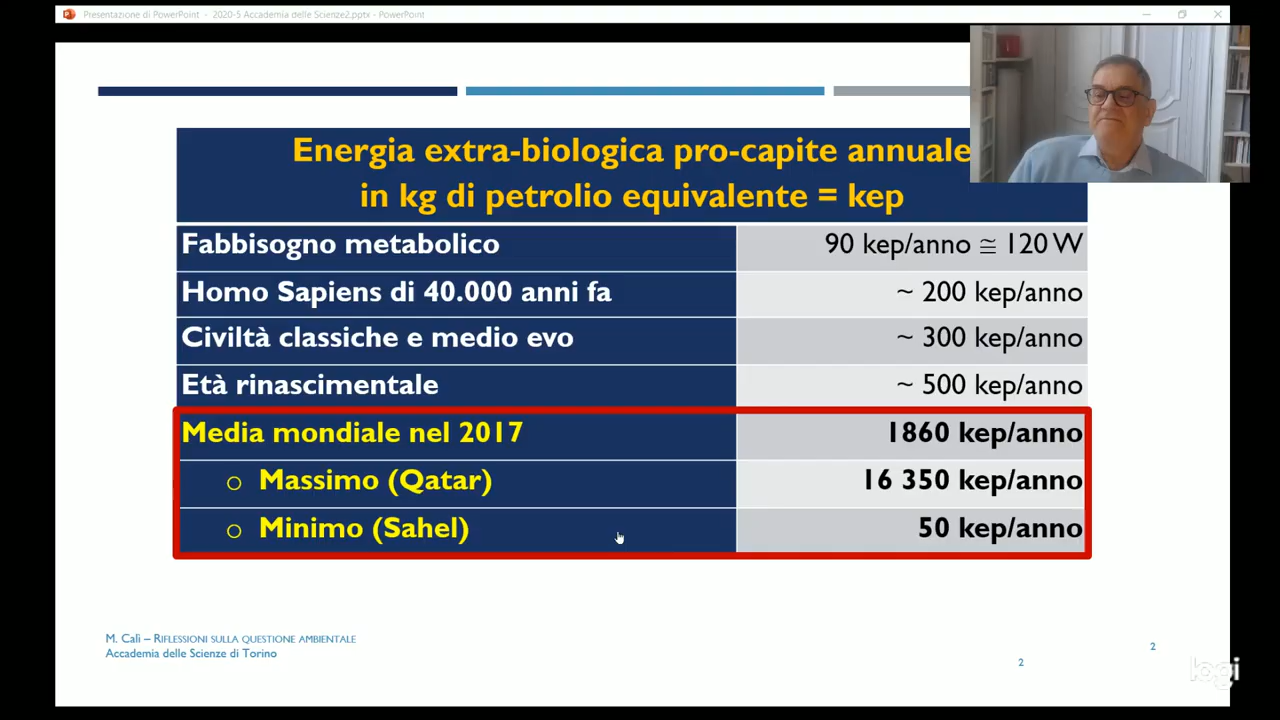 Presentazione di PowerPoint - 2020-5 Accademia delle Scienze2.pptx - PowerPoint
Energia extra-biologica pro-capite annuale
in kg di petrolio equivalente = kep
Fabbisogno metabolico 90 kep/anno ≅ 120 W
Homo Sapiens di 40.000 anni fa ~ 200 kep/anno
Civiltà classiche e medio evo ~ 300 kep/anno
Età rinascimentale ~ 500 kep/anno
Media mondiale nel 2017 1860 kep/anno
o Massimo (Qatar) 16 350 kep/anno
o Minimo (Sahel) 50 kep/anno
M. Calì – RIFLESSIONI SULLA QUESTIONE AMBIENTALE
Accademia delle Scienze di Torino
2
2
logi